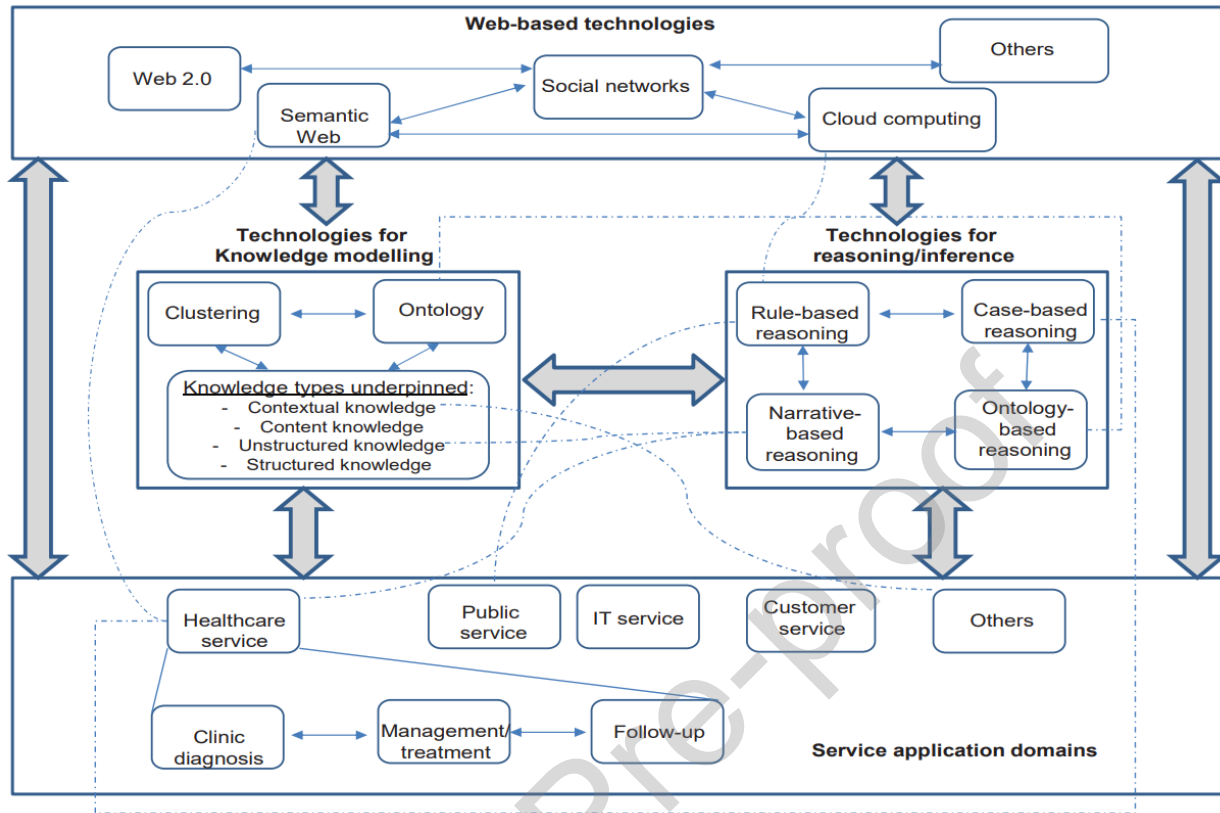 Web-based technologies
Web 2.0
Social networks
Others
Semantic
Web
Cloud computing
Technologies for
Knowledge modelling
Technologies for
reasoning/inference
Clustering
Ontology
Knowledge types underpinned:
- Contextual knowledge
- Content knowledge
- Unstructured knowledge
- Structured knowledge
Rule-based
reasoning
Case-based
reasoning
Narrative-
based
reasoning
Ontology-
based
reasoning
Healthcare
service
Public
service
IT service
Customer
service
Others
Clinic
diagnosis
Management/
treatment
Follow-up
Service application domains
Pre-proof